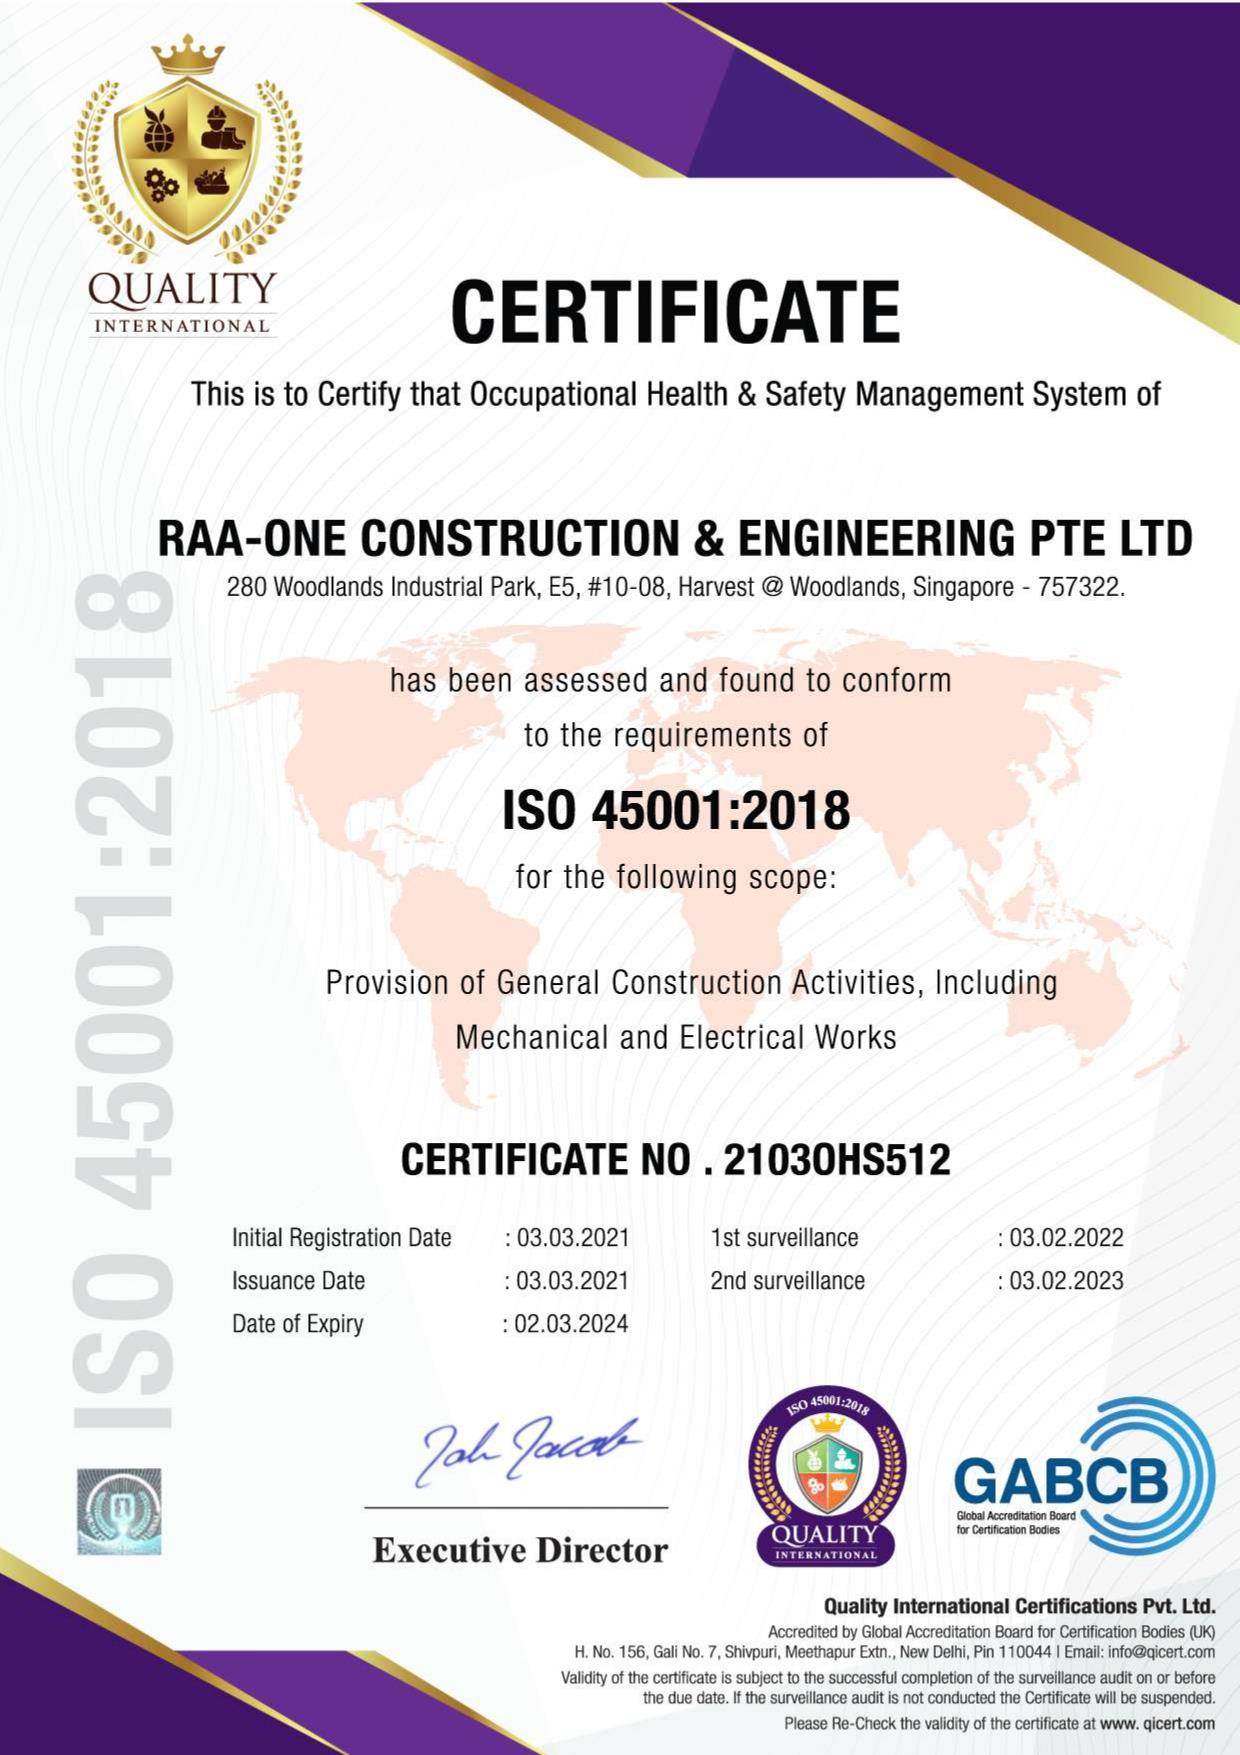 QUALITY
INTERNATIONAL
CERTIFICATE
This is to Certify that Occupational Health & Safety Management System of
RAA-ONE CONSTRUCTION & ENGINEERING PTE LTD
280 Woodlands Industrial Park, E5, #10-08, Harvest @ Woodlands, Singapore - 757322.
has been assessed and found to conform
to the requirements of
ISO 45001:2018
for the following scope:
Provision of General Construction Activities, Including
Mechanical and Electrical Works
ISO 45001:2018
CERTIFICATE NO . 2103OHS512
Initial Registration Date : 03.03.2021 1st surveillance : 03.02.2022
Issuance Date : 03.03.2021 2nd surveillance : 03.02.2023
Date of Expiry : 02.03.2024
Executive Director
ISO 45001:2018
QUALITY
INTERNATIONAL
GABCB
Global Accreditation Board
for Certification Bodies
Quality International Certifications Pvt. Ltd.
Accredited by Global Accreditation Board for Certification Bodies (UK)
H. No. 156, Gali No. 7, Shivpuri, Meethapur Extn., New Delhi, Pin 110044 | Email: info@qicert.com
Validity of the certificate is subject to the successful completion of the surveillance audit on or before
the due date. If the surveillance audit is not conducted the Certificate will be suspended.
Please Re-Check the validity of the certificate at www. qicert.com